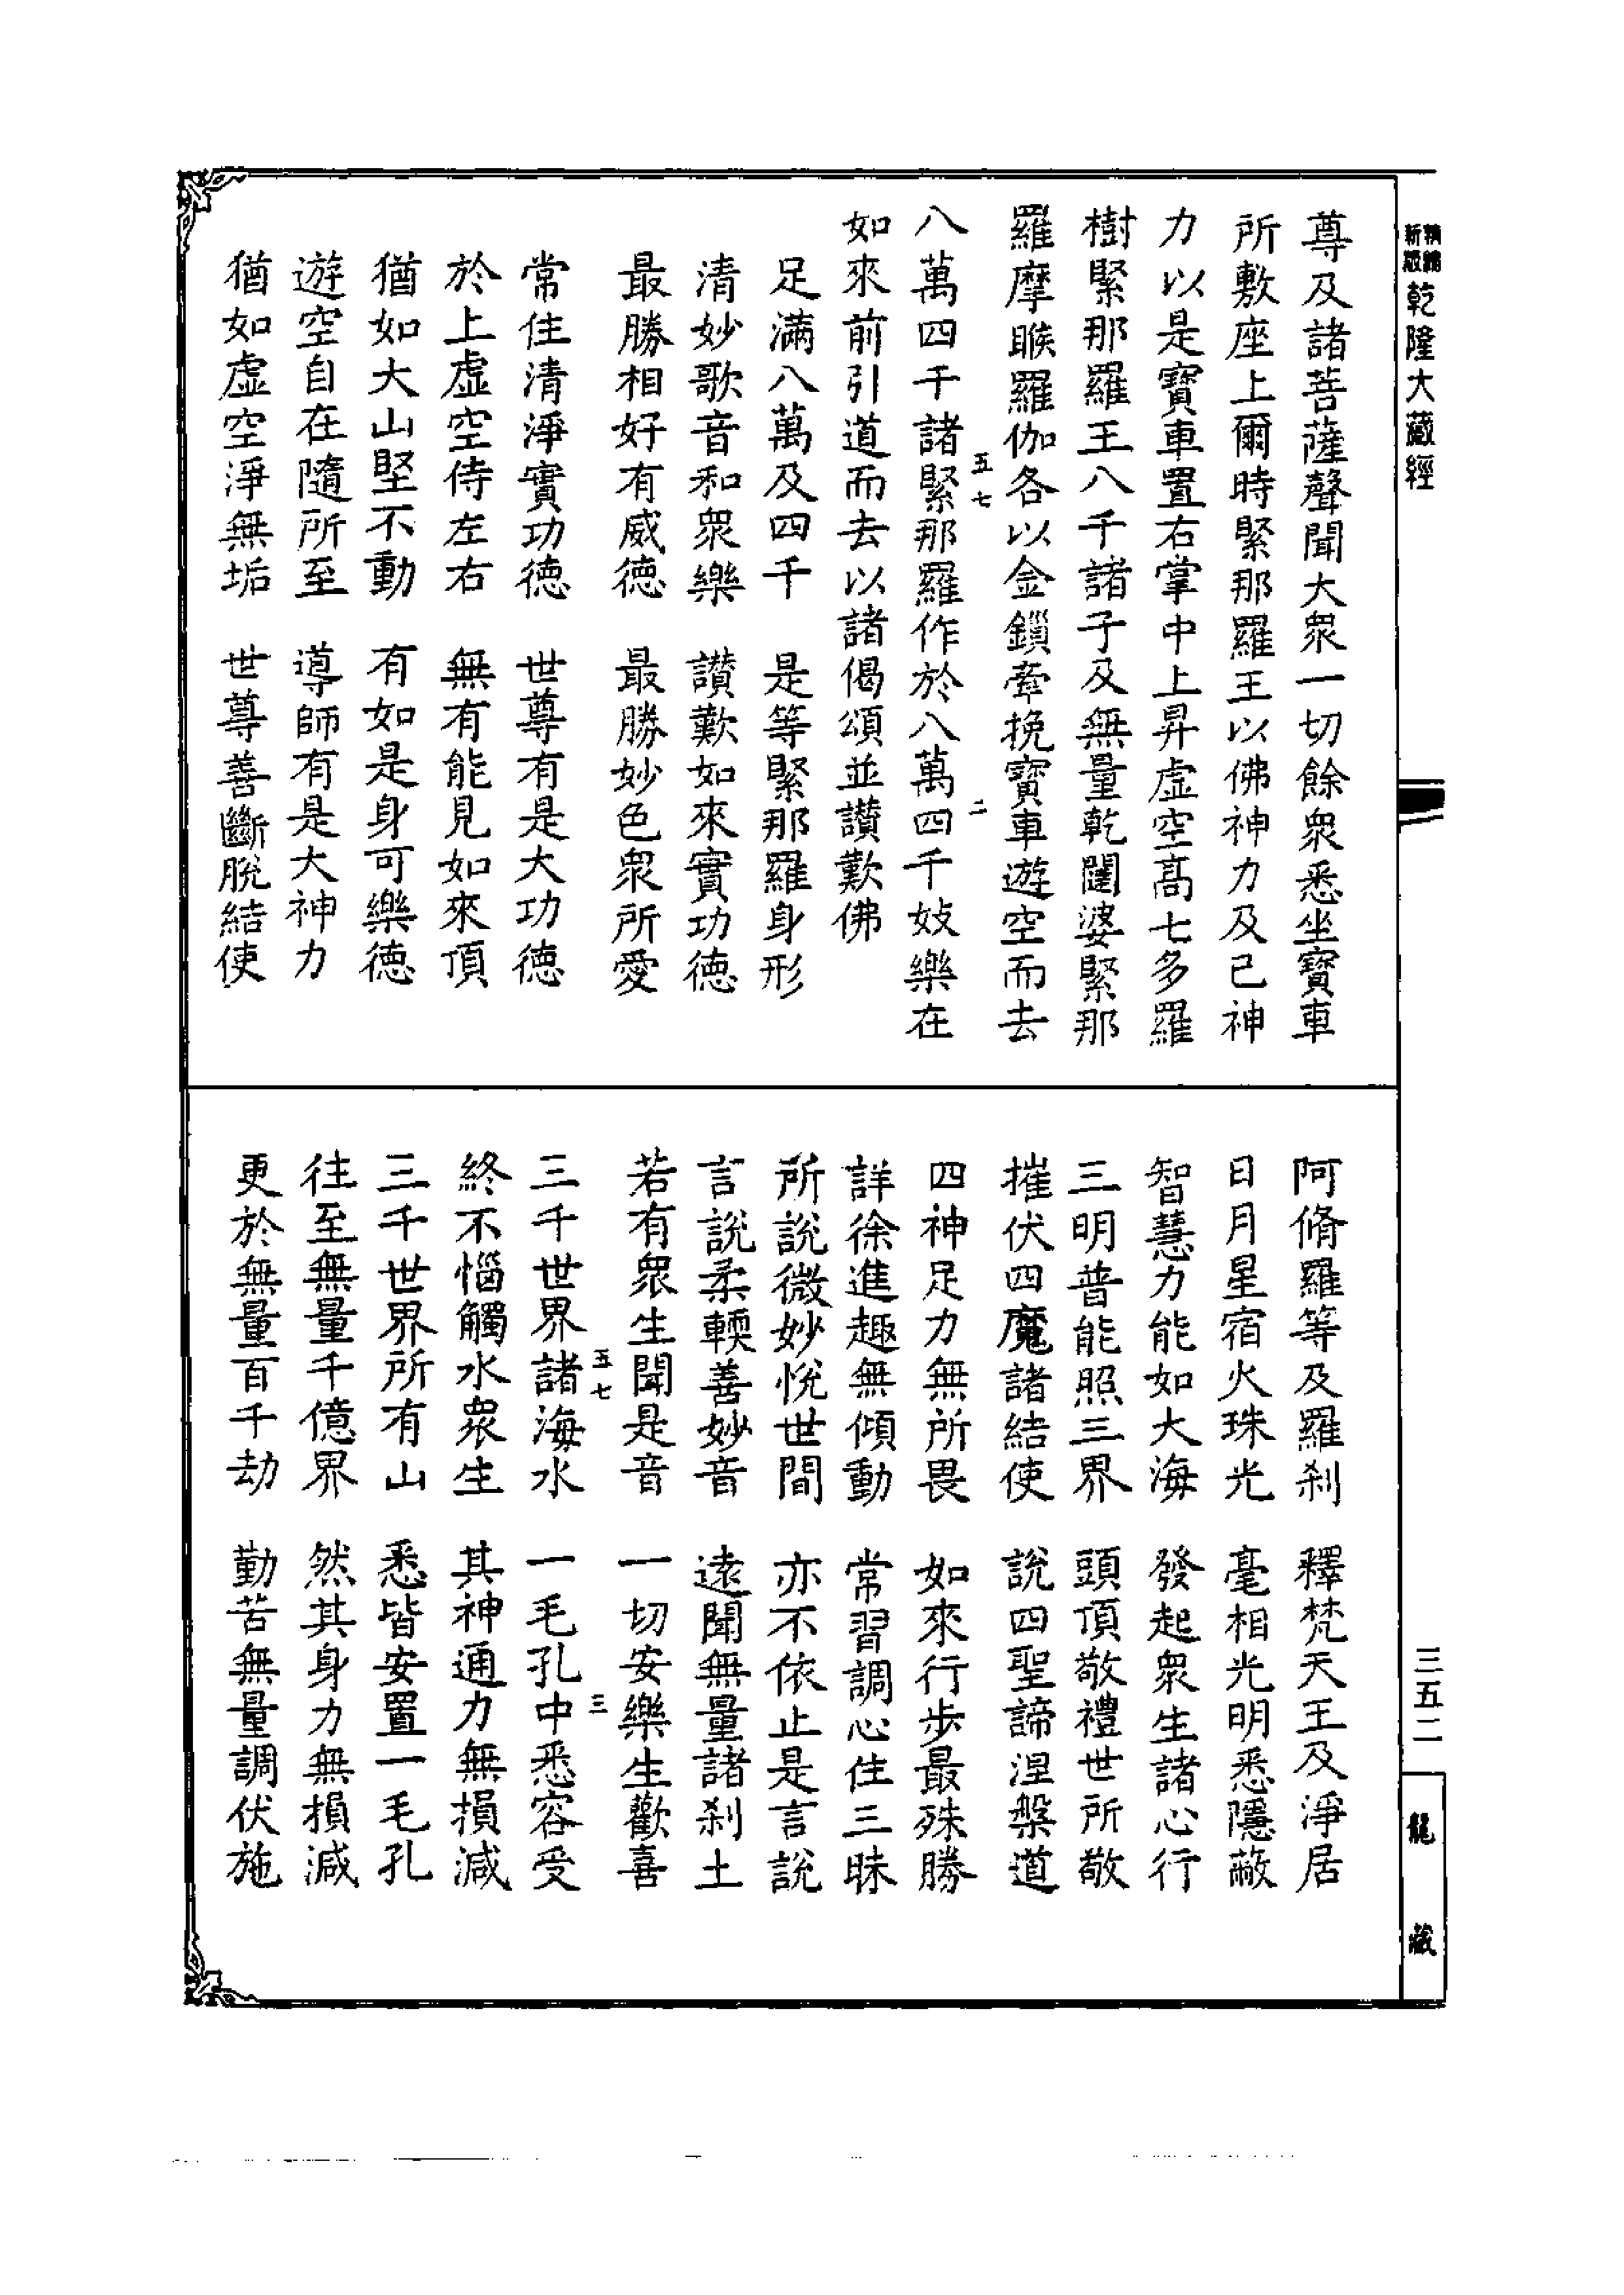 乾隆大藏經
尊及諸菩薩聲聞大眾一切餘眾悉坐寶車
所敷座上爾時緊那羅王以佛神力及己神
力以是寶車置右掌中上昇虛空高七多羅
樹緊那羅王八千諸子及無量乾闥婆緊那
羅摩睺羅伽各以金鎖牽挽寶車遊空而去
五七
二
八萬四千諸緊那羅作於八萬四千妓樂在
如來前引道而去以諸偈頌並讚歎佛
足滿八萬及四千　是等緊那羅身形
清妙歌音和眾樂　讚歎如來實功德
最勝相好有威德　最勝妙色眾所愛
常住清淨實功德　世尊有是大功德
於上虛空侍左右　無有能見如來頂
猶如大山堅不動　有如是身可樂德
遊空自在隨所至　導師有是大神力
猶如虛空淨無垢　世尊善斷脫結使
阿脩羅等及羅剎　釋梵天王及淨居
日月星宿火珠光　毫相光明悉隱蔽
智慧力能如大海　發起眾生諸心行
三明普能照三界　頭頂敬禮世所敬
摧伏四魔諸結使　說四聖諦涅槃道
四神足力無所畏　如來行步最殊勝
詳徐進趣無傾動　常習調心住三昧
所說微妙悅世間　亦不依止是言說
言說柔輭善妙音　遠聞無量諸剎土
若有眾生聞是音　一切安樂生歡喜
五七
三
三千世界諸海水　一毛孔中悉容受
終不惱觸水眾生　其神通力無損減
三千世界所有山　悉皆安置一毛孔
往至無量千億界　然其身力無損減
更於無量百千劫　勤苦無量調伏施
三五二
龍藏